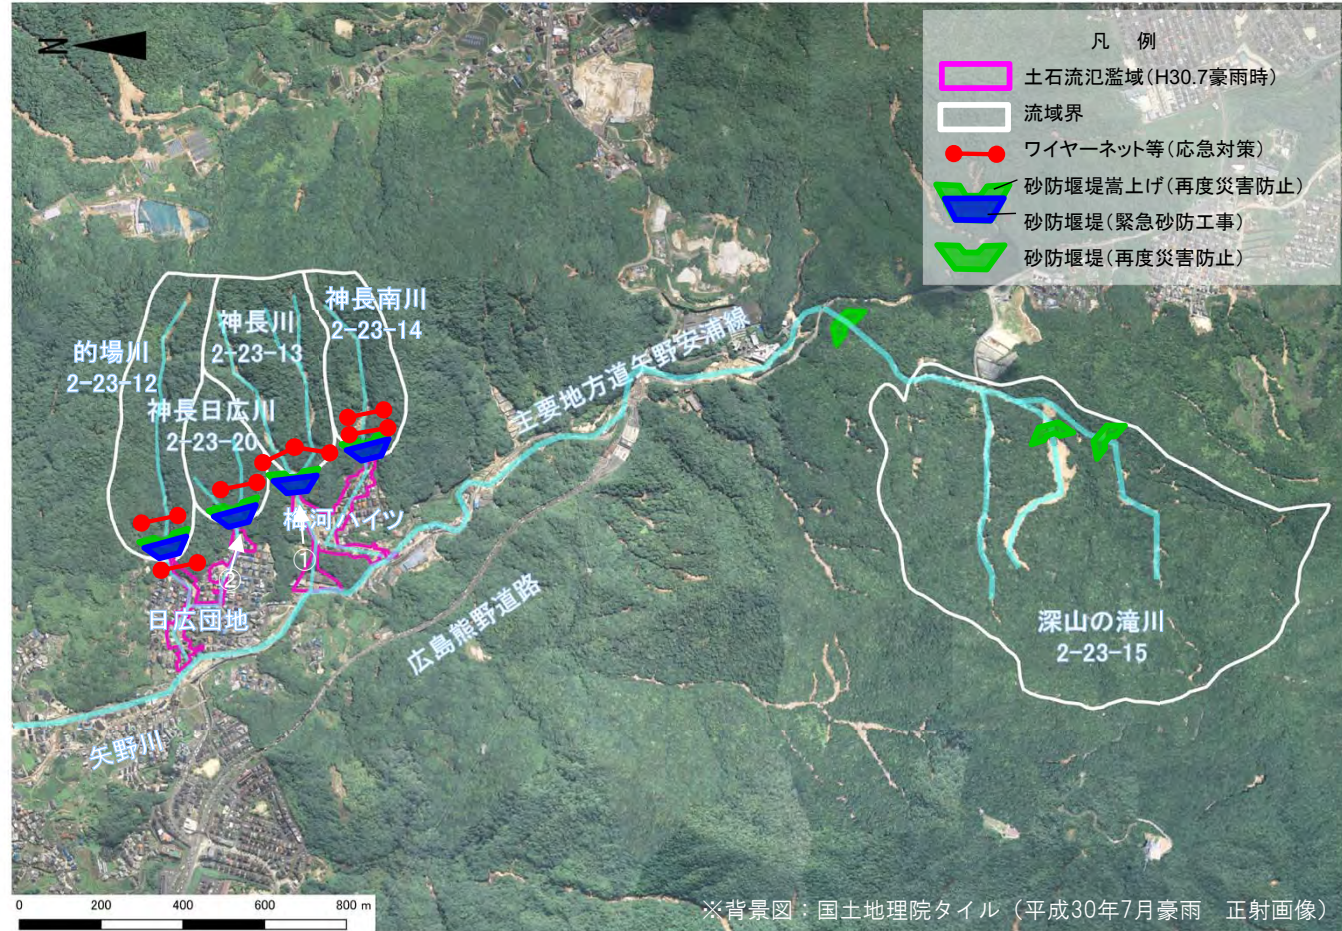 N
凡 例
土石流氾濫域(H30.7豪雨時)
流域界
ワイヤーネット等(応急対策)
砂防堰堤嵩上げ(再度災害防止)
砂防堰堤(緊急砂防工事)
砂防堰堤(再度災害防止)
神長南川
2-23-14
神長川
2-23-13
的場川
2-23-12
神長日広川
2-23-20
主要地方道矢野安浦線
梅河ハイツ
①
②
日広団地
広島熊野道路
深山の滝川
2-23-15
矢野川
0 200 400 600 800 m
※背景図：国土地理院タイル（平成30年7月豪雨 正射画像）